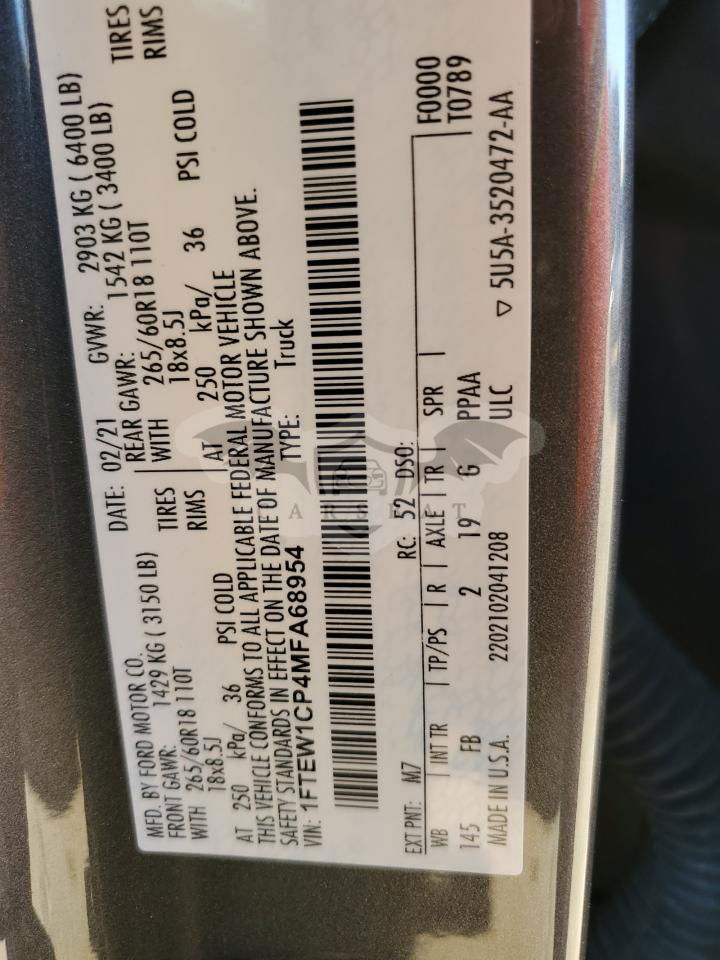 MFD. BY FORD MOTOR CO.
DATE: 02/21
GVWR: 2903 KG ( 6400 LB)
FRONT GAWR: 1429 KG ( 3150 LB)
REAR GAWR: 1542 KG ( 3400 LB)
WITH 265/60R18 110T TIRES
WITH 265/60R18 110T TIRES
18x8.5J RIMS
18x8.5J RIMS
AT 250 kPa/ 36 PSI COLD
AT 250 kPa/ 36 PSI COLD
THIS VEHICLE CONFORMS TO ALL APPLICABLE FEDERAL MOTOR VEHICLE
SAFETY STANDARDS IN EFFECT ON THE DATE OF MANUFACTURE SHOWN ABOVE.
VIN: 1FTEW1CP4MFA68954 TYPE: Truck
CARSFAT
EXT PNT: M7 RC: 52 DSO: F0000
WB INT TR TP/PS R AXLE TR SPR T0789
145 FB 2 19 G PPAA
MADE IN U.S.A. 2202102041208 ULC ▽ 5U5A-3520472-AA